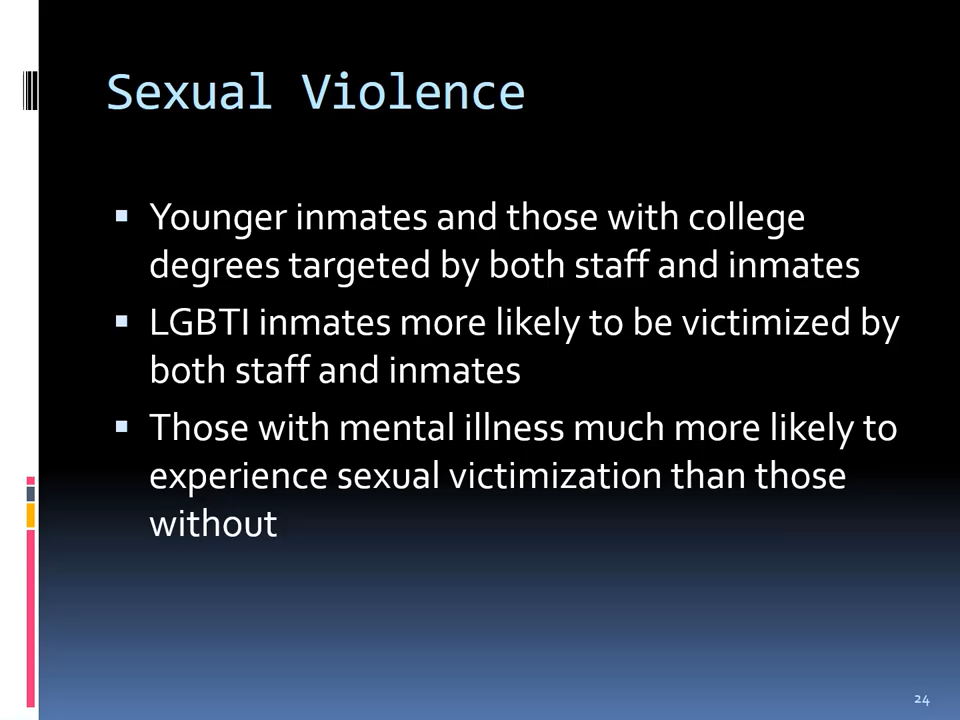 Sexual Violence
▪ Younger inmates and those with college
degrees targeted by both staff and inmates
▪ LGBTI inmates more likely to be victimized by
both staff and inmates
▪ Those with mental illness much more likely to
experience sexual victimization than those
without
24